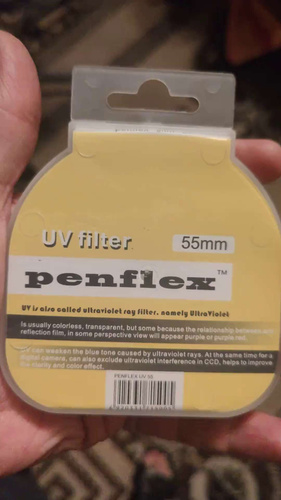 UV filter
55mm
penflex™
UV is also called ultraviolet ray filter, namely UltraViolet
Is usually colorless, transparent, but some because the relationship between
reflection film, in some perspective view will appear purple or purple red.
UV can weaken the blue tone caused by ultraviolet rays. At the same time for a
digital camera, can also exclude ultraviolet interference in CCD, helps to improve
the clarity and color effect.
PENFLEX UV 55